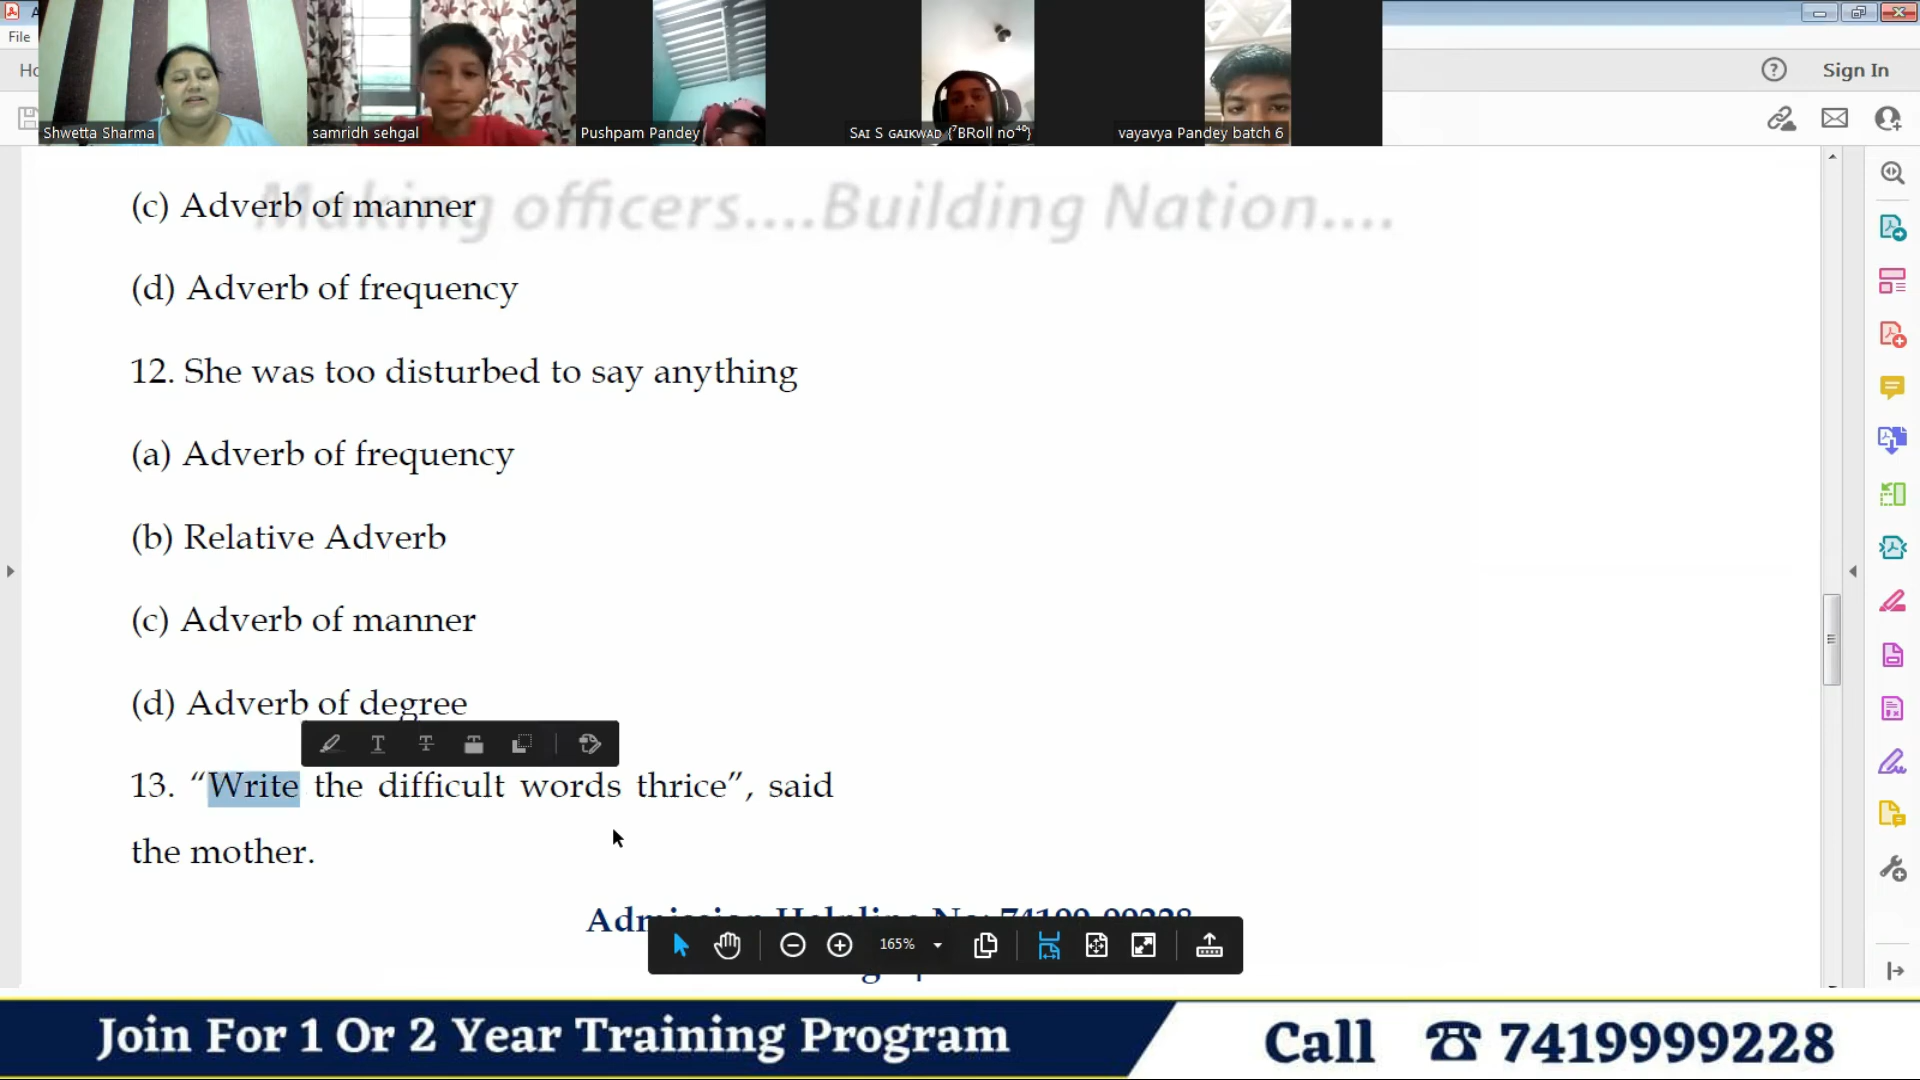 File
Sign In
Shwetta Sharma
samridh sehgal
Pushpam Pandey
Sai S gaikwad {⁷BRoll no⁴⁰}
vayavya Pandey batch 6
Making officers....Building Nation....
(c) Adverb of manner
(d) Adverb of frequency
12. She was too disturbed to say anything
(a) Adverb of frequency
(b) Relative Adverb
(c) Adverb of manner
(d) Adverb of degree
13. “Write the difficult words thrice”, said
the mother.
165%
Join For 1 Or 2 Year Training Program
Call ☎ 7419999228